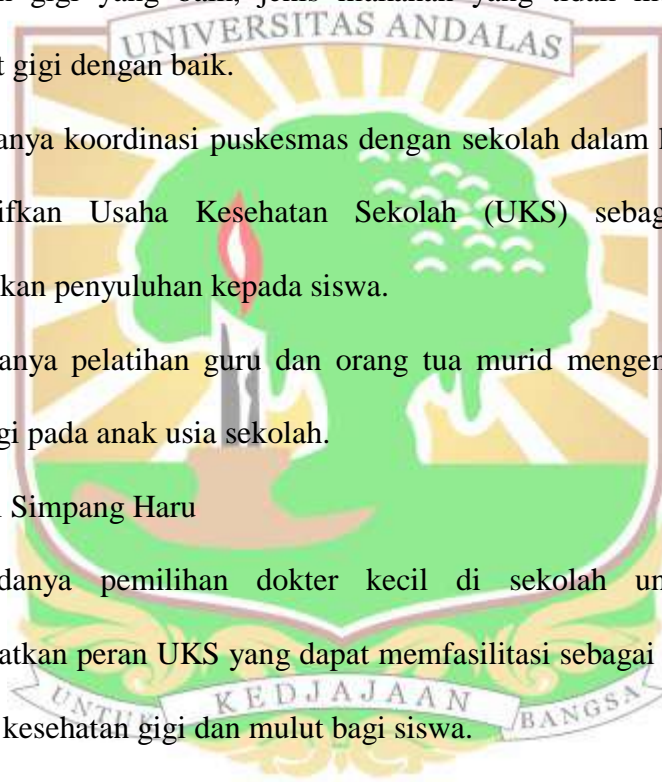 gigi yang baik, jenis makanan yang tidak
UNIVERSITAS ANDALAS
gigi dengan baik.
anya koordinasi puskesmas dengan sekolah dalam
ifkan Usaha Kesehatan Sekolah (UKS) sebag
kan penyuluhan kepada siswa.
anya pelatihan guru dan orang tua murid mengen
gi pada anak usia sekolah.
Simpang Haru
danya pemilihan dokter kecil di sekolah un
atkan peran UKS yang dapat memfasilitasi sebagai
kesehatan gigi dan mulut bagi siswa.
UNTUK KEDJAJAAN BANGSA